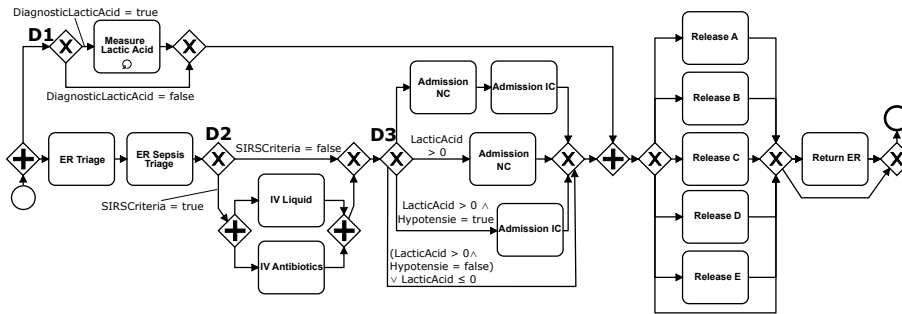 DiagnosticLacticAcid = true
D1
Measure
Lactic Acid
DiagnosticLacticAcid = false
ER Triage
ER Sepsis
Triage
D2
SIRSCriteria = false
SIRSCriteria = true
IV Liquid
IV Antibiotics
D3
Admission
NC
Admission IC
LacticAcid
> 0
Admission
NC
LacticAcid > 0 ∧
Hypotensie = true
Admission IC
(LacticAcid > 0∧
Hypotensie = false)
∨ LacticAcid ≤ 0
Release A
Release B
Release C
Release D
Release E
Return ER